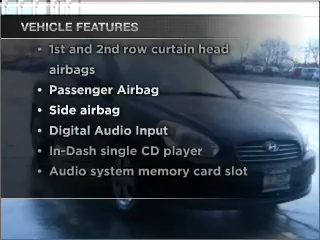 VEHICLE FEATURES
• 1st and 2nd row curtain head
airbags
• Passenger Airbag
• Side airbag
• Digital Audio Input
• In-Dash single CD player
• Audio system memory card slot